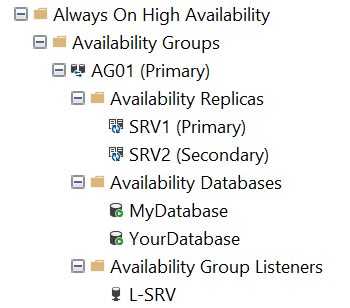 Always On High Availability
Availability Groups
AG01 (Primary)
Availability Replicas
SRV1 (Primary)
SRV2 (Secondary)
Availability Databases
MyDatabase
YourDatabase
Availability Group Listeners
L-SRV